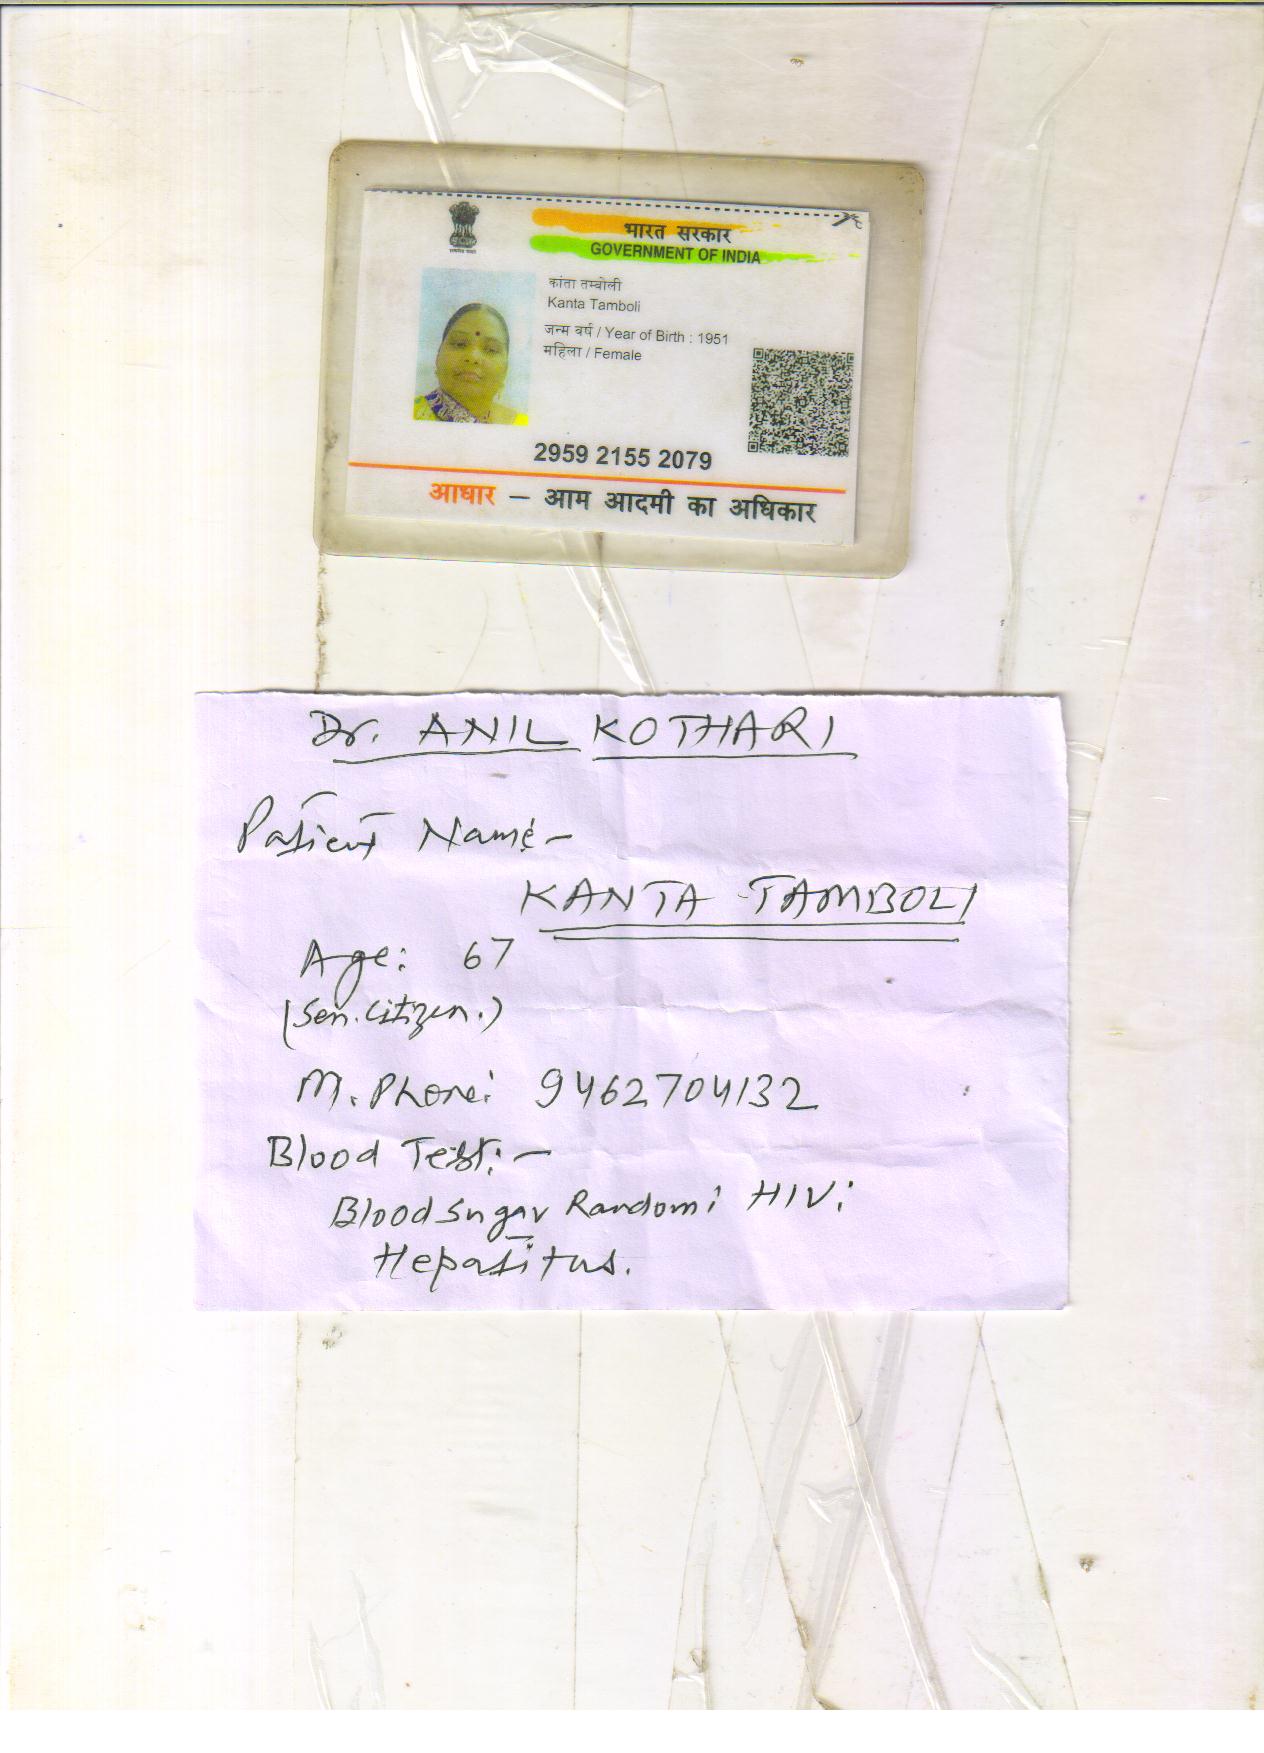 भारत सरकार
GOVERNMENT OF INDIA
कांता तम्बोली
Kanta Tamboli
जन्म वर्ष / Year of Birth : 1951
महिला / Female
2959 2155 2079
आधार – आम आदमी का अधिकार
Dr. ANIL KOTHARI
Patient Name:-
KANTA TAMBOLI
Age: 67
(Sen. Citizen.)
M. Phone: 9462704132
Blood Test:-
Blood Sugar Random; HIV;
Hepatitus.